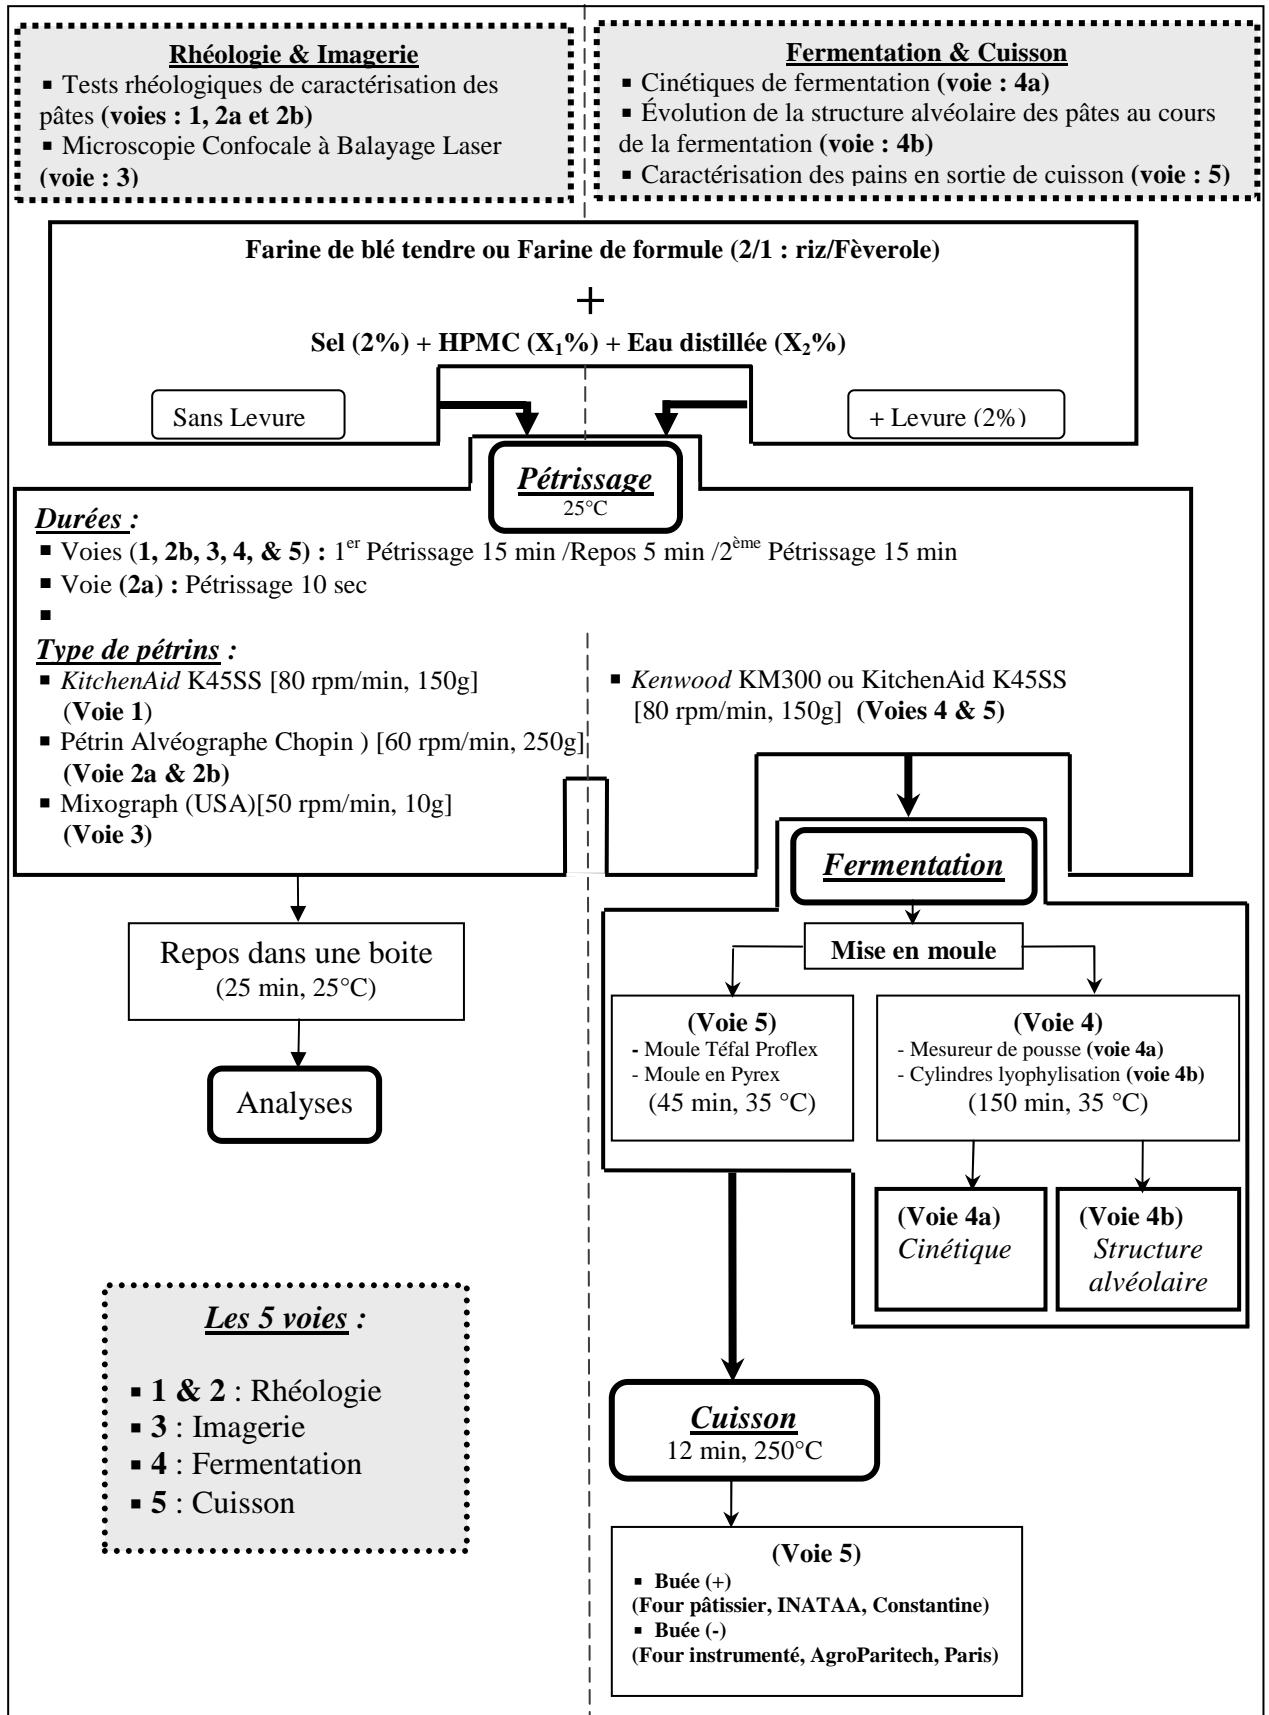 Rhéologie & Imagerie
▪ Tests rhéologiques de caractérisation des
pâtes (voies : 1, 2a et 2b)
▪ Microscopie Confocale à Balayage Laser
(voie : 3)
Fermentation & Cuisson
▪ Cinétiques de fermentation (voie : 4a)
▪ Évolution de la structure alvéolaire des pâtes au cours
de la fermentation (voie : 4b)
▪ Caractérisation des pains en sortie de cuisson (voie : 5)
Farine de blé tendre ou Farine de formule (2/1 : riz/Fèverole)
+
Sel (2%) + HPMC (X₁%) + Eau distillée (X₂%)
Sans Levure
+ Levure (2%)
Pétrissage
25°C
Durées :
▪ Voies (1, 2b, 3, 4, & 5) : 1er Pétrissage 15 min /Repos 5 min /2ème Pétrissage 15 min
▪ Voie (2a) : Pétrissage 10 sec
▪
Type de pétrins :
▪ KitchenAid K45SS [80 rpm/min, 150g]
(Voie 1)
▪ Pétrin Alvéographe Chopin ) [60 rpm/min, 250g]
(Voie 2a & 2b)
▪ Mixograph (USA)[50 rpm/min, 10g]
(Voie 3)
▪ Kenwood KM300 ou KitchenAid K45SS
[80 rpm/min, 150g] (Voies 4 & 5)
Fermentation
Repos dans une boite
(25 min, 25°C)
Analyses
Mise en moule
(Voie 5)
- Moule Téfal Proflex
- Moule en Pyrex
(45 min, 35 °C)
(Voie 4)
- Mesureur de pousse (voie 4a)
- Cylindres lyophylisation (voie 4b)
(150 min, 35 °C)
(Voie 4a)
Cinétique
(Voie 4b)
Structure
alvéolaire
Les 5 voies :
▪ 1 & 2 : Rhéologie
▪ 3 : Imagerie
▪ 4 : Fermentation
▪ 5 : Cuisson
Cuisson
12 min, 250°C
(Voie 5)
▪ Buée (+)
(Four pâtissier, INATAA, Constantine)
▪ Buée (-)
(Four instrumenté, AgroParitech, Paris)